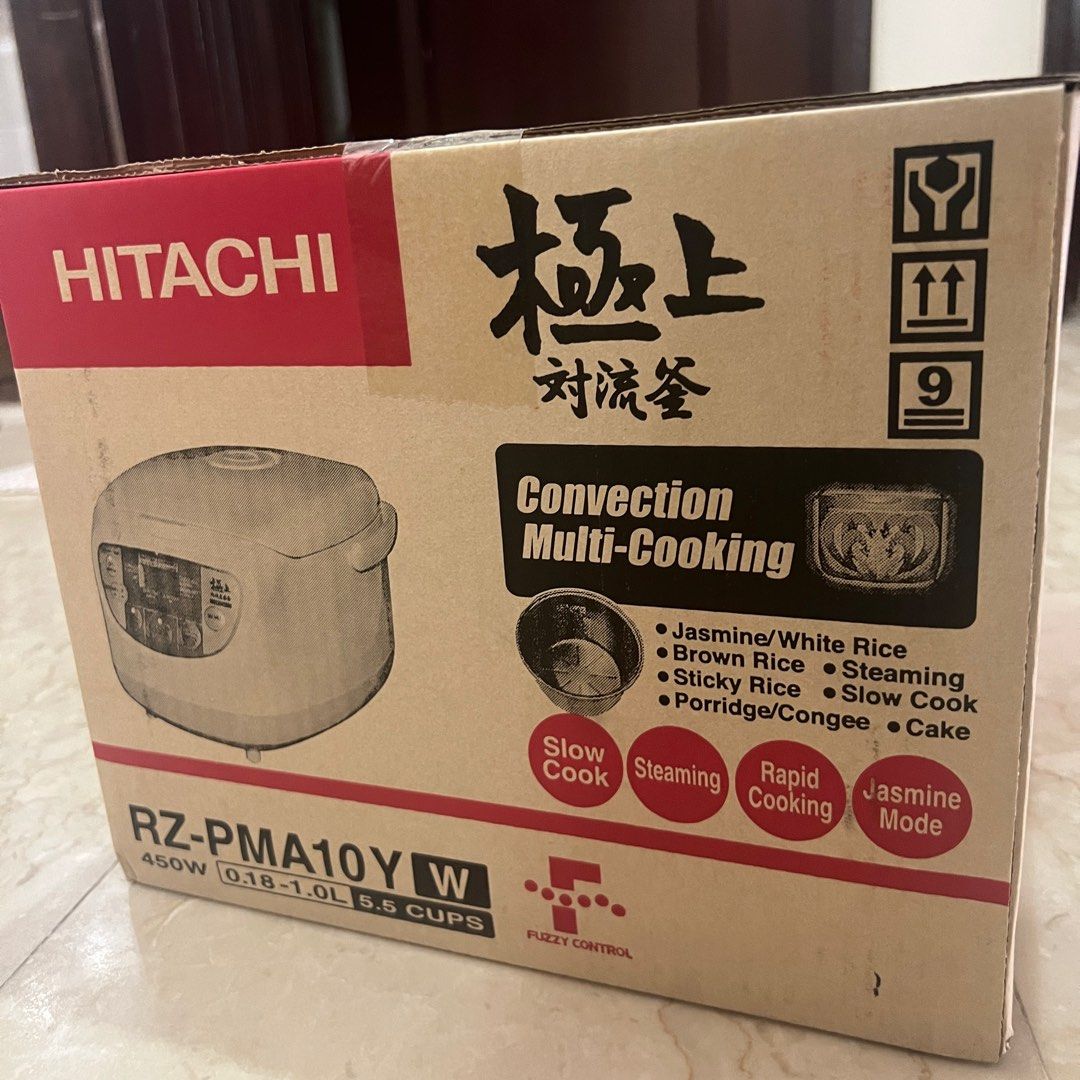 HITACHI
極上
対流釜
9
Convection
Multi-Cooking
• Jasmine/White Rice
• Brown Rice • Steaming
• Sticky Rice • Slow Cook
• Porridge/Congee • Cake
Slow
Cook
Steaming
Rapid
Cooking
Jasmine
Mode
極上
RZ-PMA10Y W
450W 0.18-1.0L 5.5 CUPS
FUZZY CONTROL